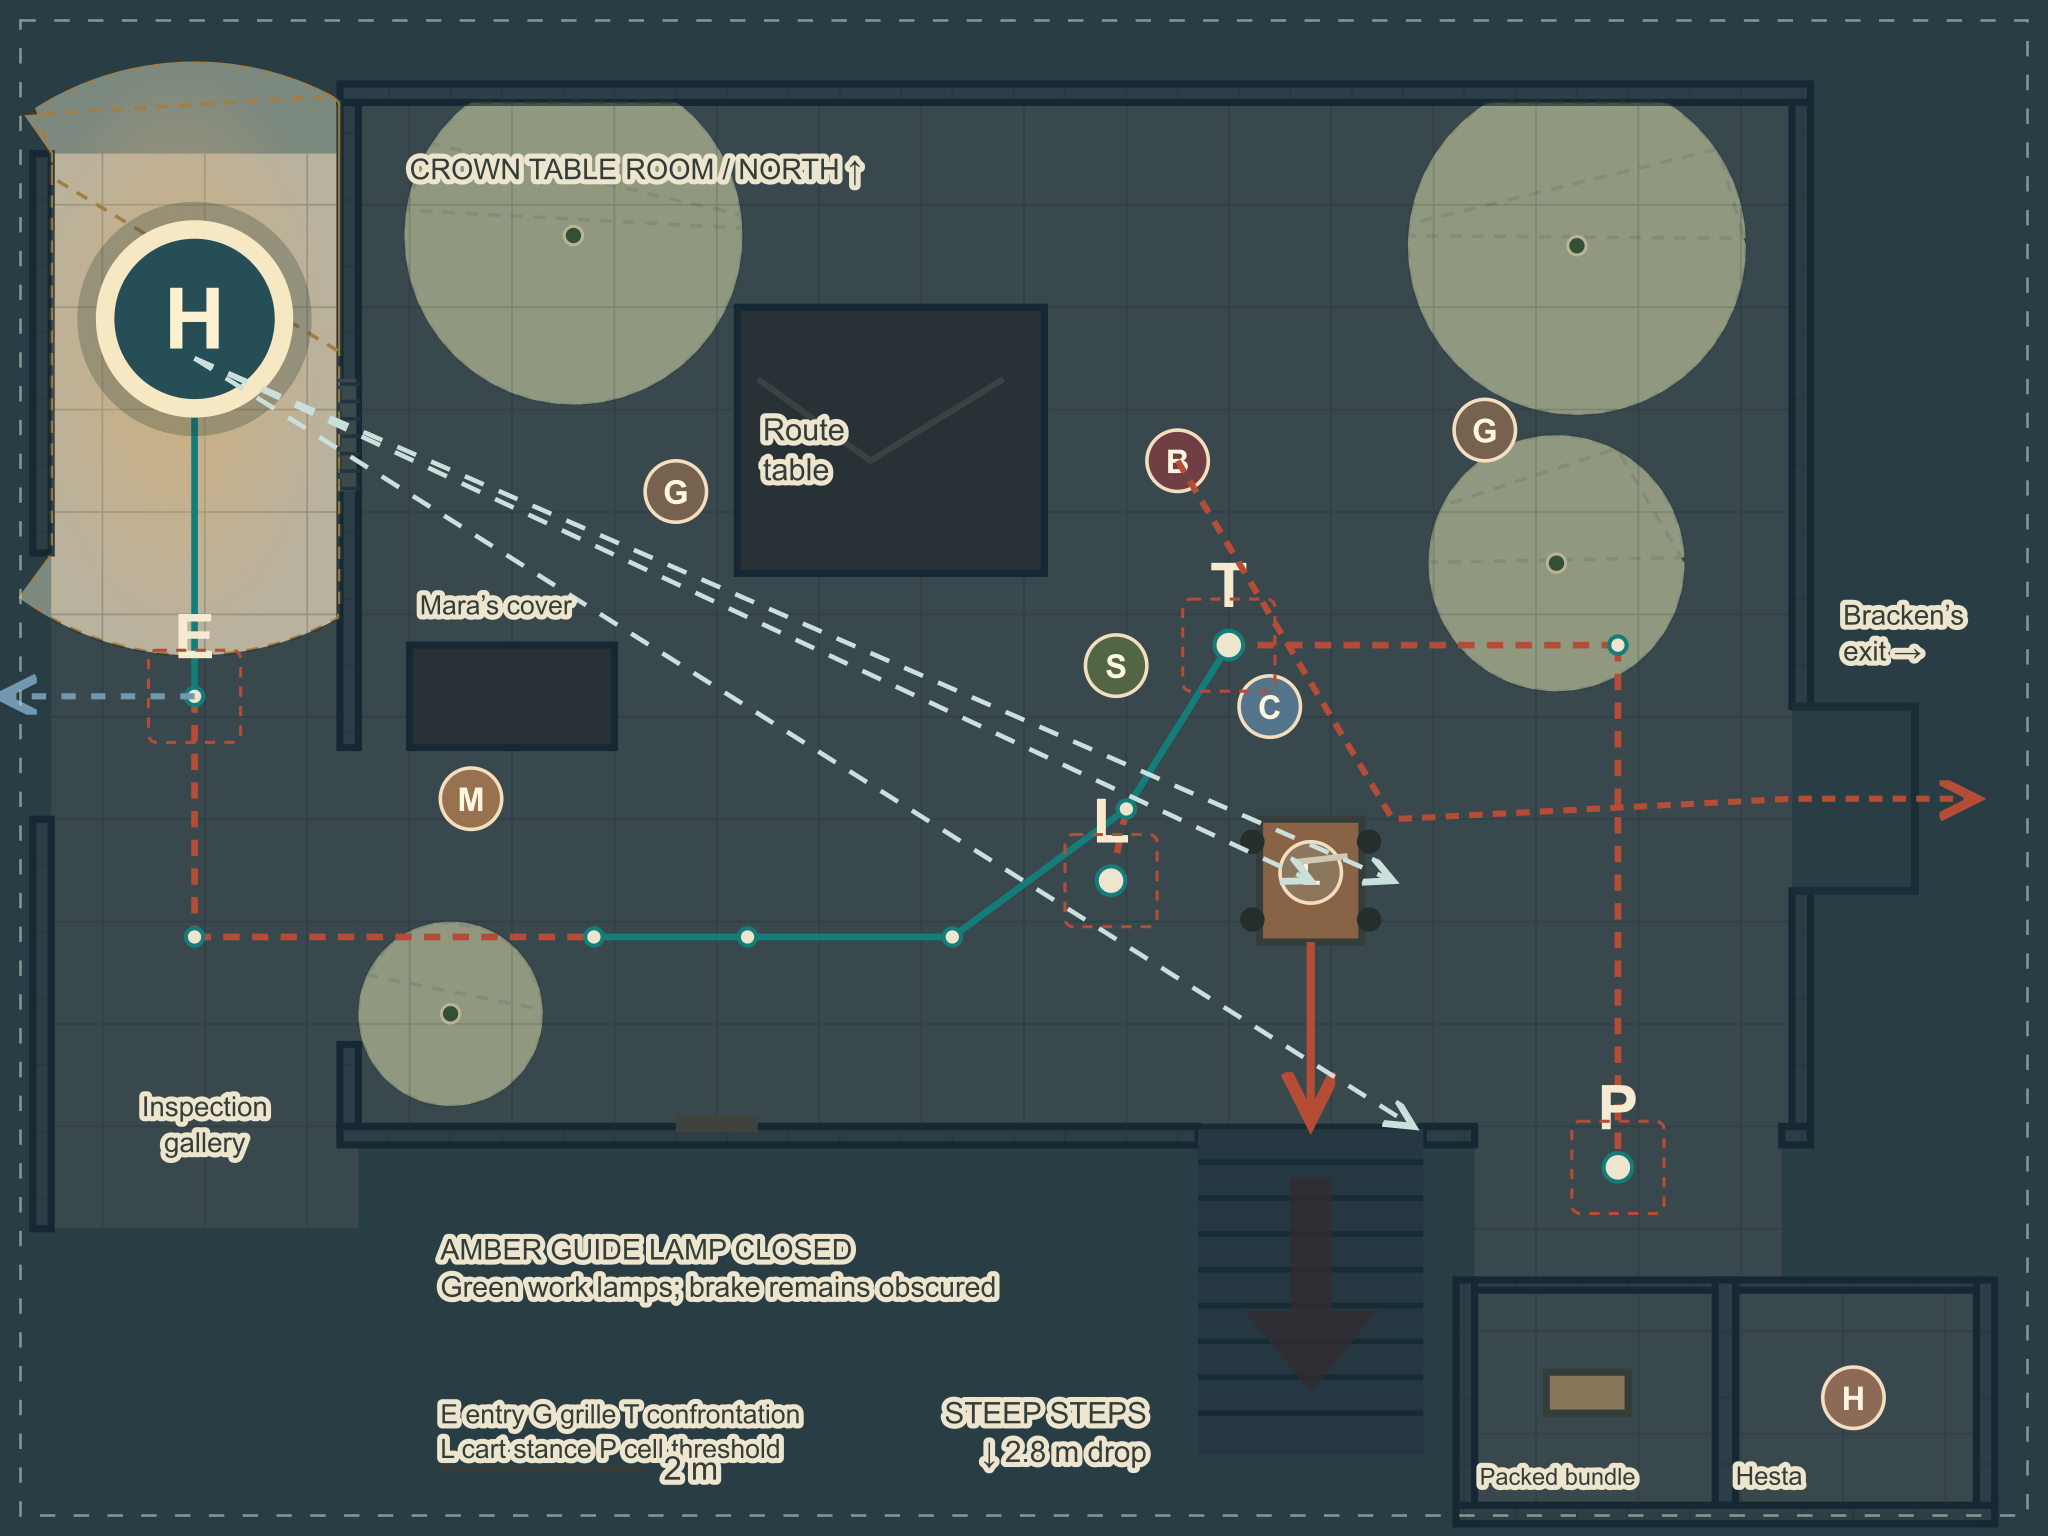 CROWN TABLE ROOM / NORTH ↑
H
Route
table
B
G
G
Mara's cover
T
E
S
C
Bracken's
exit →
M
L
Inspection
gallery
P
AMBER GUIDE LAMP CLOSED
Green work lamps; brake remains obscured
E entry G grille T confrontation
L cart stance P cell threshold
2 m
STEEP STEPS
↓ 2.8 m drop
H
Packed bundle
Hesta